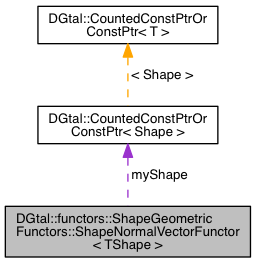 DGtal::CountedConstPtrOr
ConstPtr< T >
< Shape >
DGtal::CountedConstPtrOr
ConstPtr< Shape >
myShape
DGtal::functors::ShapeGeometric
Functors::ShapeNormalVectorFunctor
< TShape >